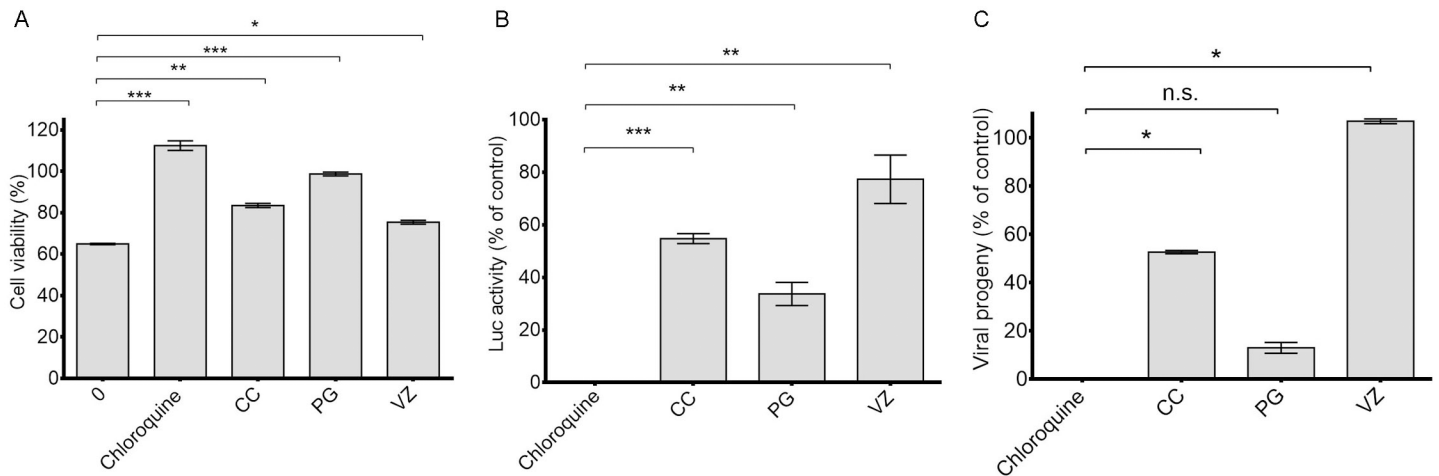 A
*
***
**
***
Cell viability (%)
120
100
80
60
40
20
0
0
Chloroquine
CC
PG
VZ
B
**
**
***
Luc activity (% of control)
100
80
60
40
20
0
Chloroquine
CC
PG
VZ
C
*
n.s.
*
Viral progeny (% of control)
100
80
60
40
20
0
Chloroquine
CC
PG
VZ